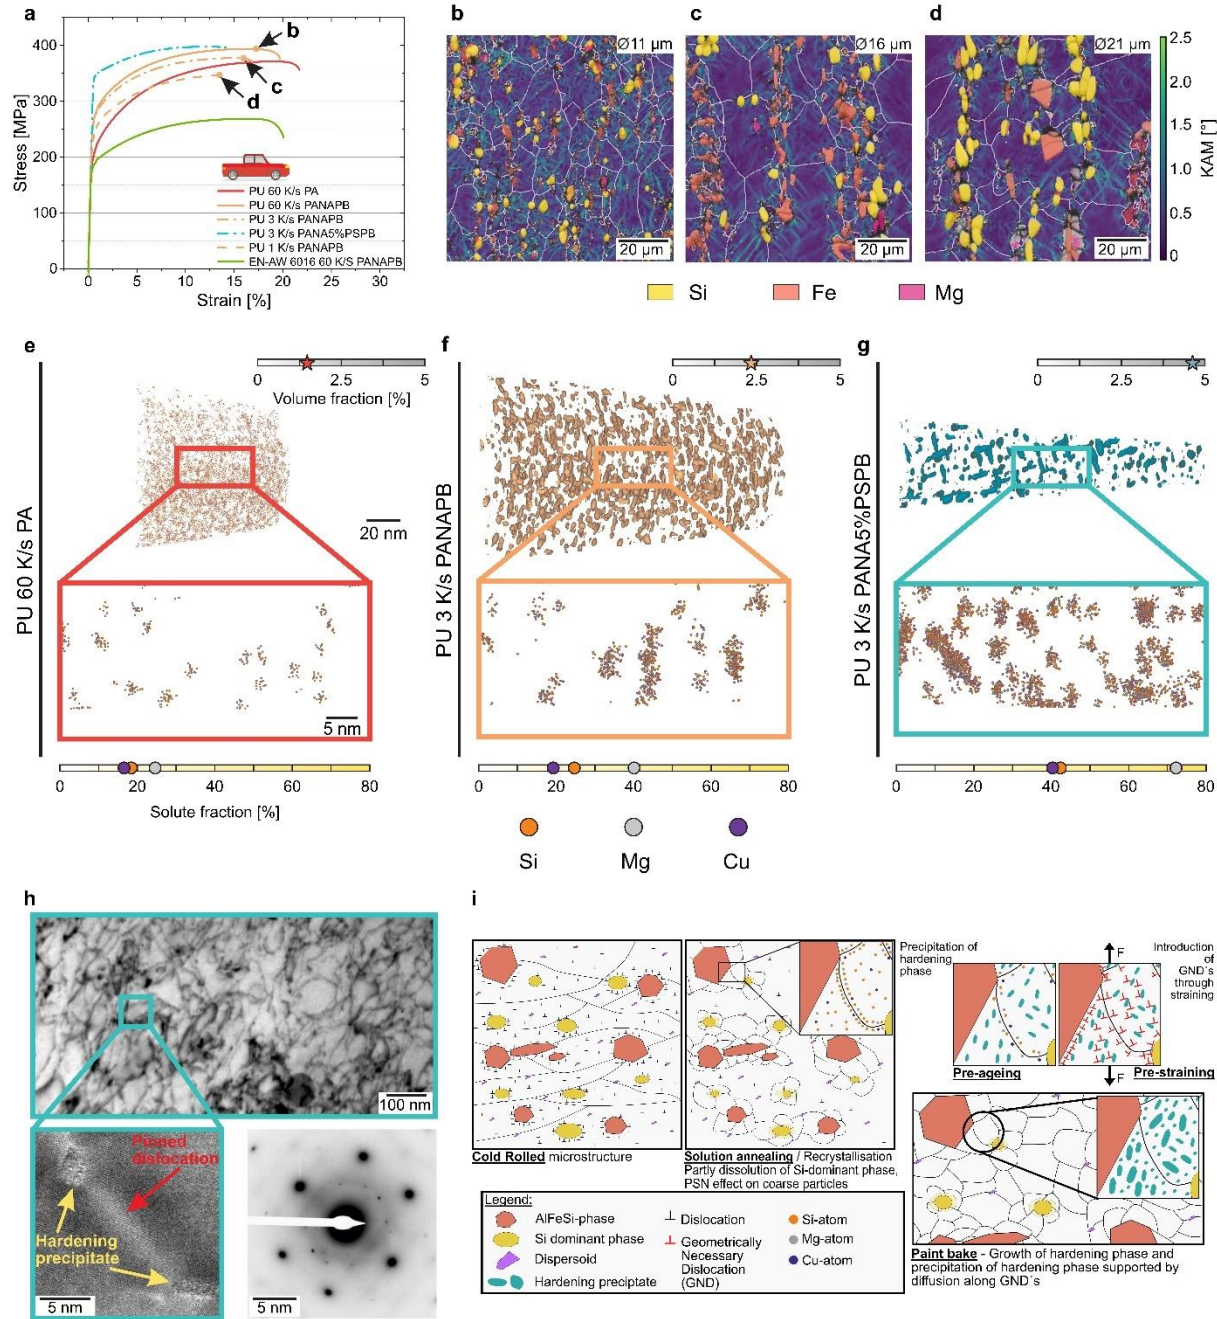 a
400
300
200
100
0
Stress [MPa]
0 5 10 15 20 25 30
Strain [%]
b
c
d
PU 60 K/s PA
PU 60 K/s PANAPB
PU 3 K/s PANAPB
PU 3 K/s PANA5%PSPB
PU 1 K/s PANAPB
EN-AW 6016 60 K/S PANAPB
b
Ø11 µm
20 µm
c
Ø16 µm
20 µm
d
Ø21 µm
20 µm
2.5
2.0
1.5
1.0
0.5
0
KAM [°]
Si Fe Mg
e
0 2.5 5
Volume fraction [%]
PU 60 K/s PA
20 nm
5 nm
0 20 40 60 80
Solute fraction [%]
f
0 2.5 5
PU 3 K/s PANAPB
0 20 40 60 80
g
0 2.5 5
PU 3 K/s PANA5%PSPB
0 20 40 60 80
Si Mg Cu
h
100 nm
Pinned
dislocation
Hardening
precipitate
5 nm
5 nm
i
Cold Rolled microstructure
Solution annealing / Recrystallisation
Partly dissolution of Si-dominant phase,
PSN effect on coarse particles
Precipitation of
hardening
phase
F
Introduction
of
GND´s
through
straining
Pre-ageing
F
Pre-straining
Paint bake - Growth of hardening phase and
precipitation of hardening phase supported by
diffusion along GND´s
Legend:
AlFeSi-phase
Si dominant phase
Dispersoid
Hardening preciptate
Dislocation
Geometrically
Necessary
Dislocation
(GND)
Si-atom
Mg-atom
Cu-atom